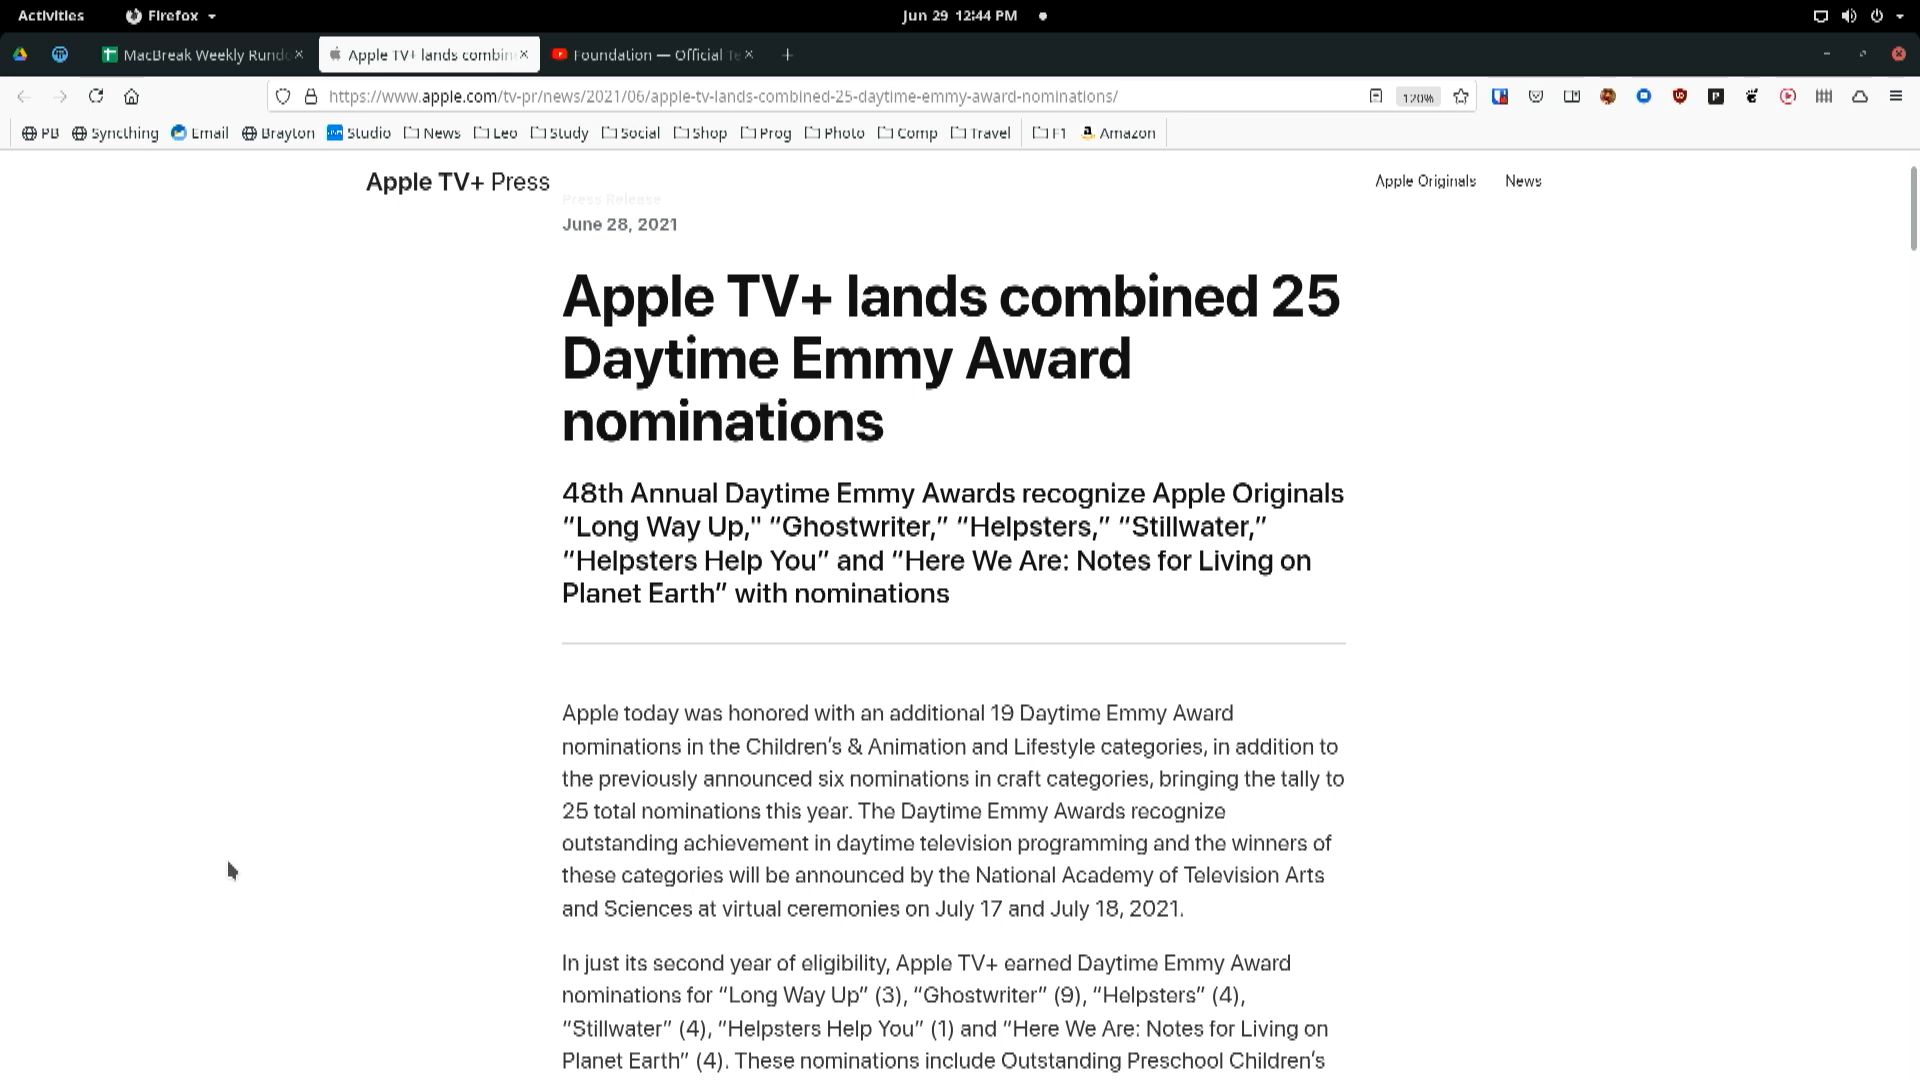 Activities Firefox Jun 29 12:44 PM
MacBreak Weekly Rund Apple TV+ lands combin Foundation — Official Te
https://www.apple.com/tv-pr/news/2021/06/apple-tv-lands-combined-25-daytime-emmy-award-nominations/ 120%
PB Syncthing Email Brayton Studio News Leo Study Social Shop Prog Photo Comp Travel F1 Amazon
Apple TV+ Press Apple Originals News
Press Release
June 28, 2021
Apple TV+ lands combined 25
Daytime Emmy Award
nominations
48th Annual Daytime Emmy Awards recognize Apple Originals
“Long Way Up," “Ghostwriter,” “Helpsters,” “Stillwater,”
“Helpsters Help You” and “Here We Are: Notes for Living on
Planet Earth” with nominations
Apple today was honored with an additional 19 Daytime Emmy Award
nominations in the Children’s & Animation and Lifestyle categories, in addition to
the previously announced six nominations in craft categories, bringing the tally to
25 total nominations this year. The Daytime Emmy Awards recognize
outstanding achievement in daytime television programming and the winners of
these categories will be announced by the National Academy of Television Arts
and Sciences at virtual ceremonies on July 17 and July 18, 2021.
In just its second year of eligibility, Apple TV+ earned Daytime Emmy Award
nominations for “Long Way Up” (3), “Ghostwriter” (9), “Helpsters” (4),
“Stillwater” (4), “Helpsters Help You” (1) and “Here We Are: Notes for Living on
Planet Earth” (4). These nominations include Outstanding Preschool Children’s